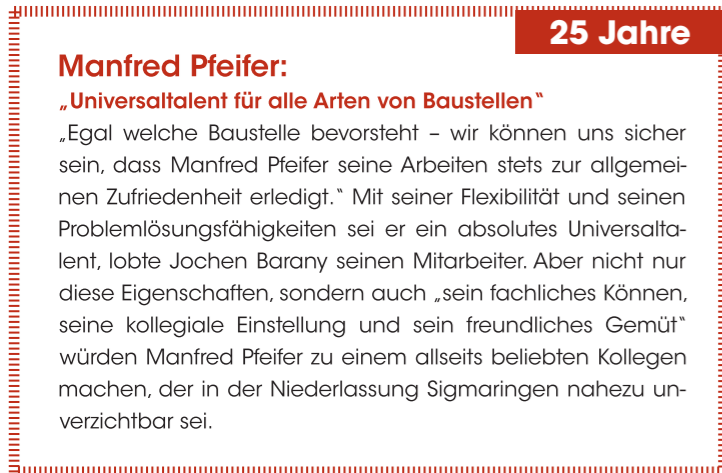 25 Jahre
Manfred Pfeifer:
„Universaltalent für alle Arten von Baustellen“
„Egal welche Baustelle bevorsteht – wir können uns sicher
sein, dass Manfred Pfeifer seine Arbeiten stets zur allgemei-
nen Zufriedenheit erledigt.“ Mit seiner Flexibilität und seinen
Problemlösungsfähigkeiten sei er ein absolutes Universalta-
lent, lobte Jochen Barany seinen Mitarbeiter. Aber nicht nur
diese Eigenschaften, sondern auch „sein fachliches Können,
seine kollegiale Einstellung und sein freundliches Gemüt“
würden Manfred Pfeifer zu einem allseits beliebten Kollegen
machen, der in der Niederlassung Sigmaringen nahezu un-
verzichtbar sei.